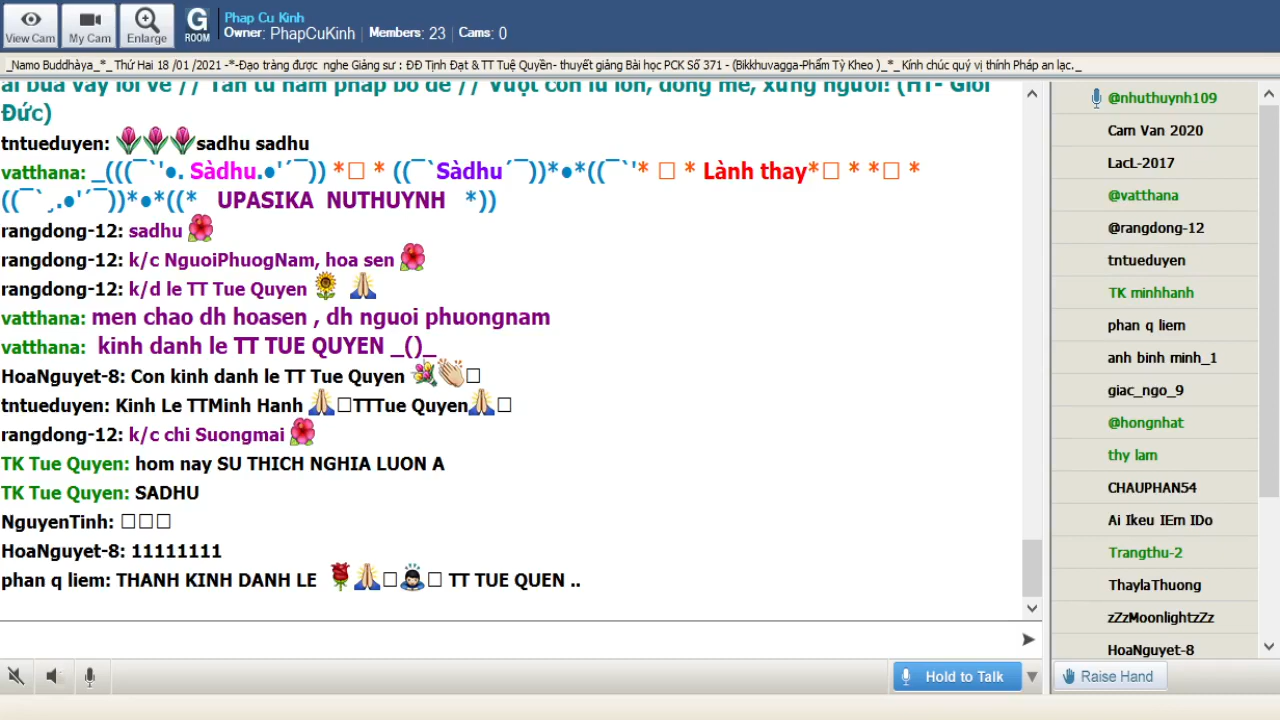 View Cam
My Cam
Enlarge
G ROOM
Phap Cu Kinh
Owner: PhapCuKinh Members: 23 Cams: 0
_Namo Buddhàya_*_ Thứ Hai 18 /01 /2021 -*-Đạo tràng được nghe Giảng sư : ĐĐ Tịnh Đạt & TT Tuệ Quyền- thuyết giảng Bài học PCK Số 371 - (Bikkhuvagga-Phẩm Tỳ Kheo )_*_ Kính chúc quý vị thính Pháp an lạc._
Đức)
tntueduyen: sadhu sadhu
vatthana: _(((¯`'●. Sàdhu.●'´¯)) *□ * ((¯`Sàdhu´¯))*●*((¯`'* □ * Lành thay*□ * *□ *
((¯`¸.●'´¯))*●*((* UPASIKA NUTHUYNH *))
rangdong-12: sadhu
rangdong-12: k/c NguoiPhuogNam, hoa sen
rangdong-12: k/d le TT Tue Quyen
vatthana: men chao dh hoasen , dh nguoi phuongnam
vatthana: kinh danh le TT TUE QUYEN _()_
HoaNguyet-8: Con kinh danh le TT Tue Quyen
tntueduyen: Kinh Le TTMinh Hanh □TTTue Quyen □
rangdong-12: k/c chi Suongmai
TK Tue Quyen: hom nay SU THICH NGHIA LUON A
TK Tue Quyen: SADHU
NguyenTinh: □□□
HoaNguyet-8: 11111111
phan q liem: THANH KINH DANH LE □ □ TT TUE QUEN ..
@nhuthuynh109
Cam Van 2020
LacL-2017
@vatthana
@rangdong-12
tntueduyen
TK minhhanh
phan q liem
anh binh minh_1
giac_ngo_9
@hongnhat
thy lam
CHAUPHAN54
Ai Ikeu IEm IDo
Trangthu-2
ThaylaThuong
zZzMoonlightzZz
HoaNguyet-8
Hold to Talk
Raise Hand